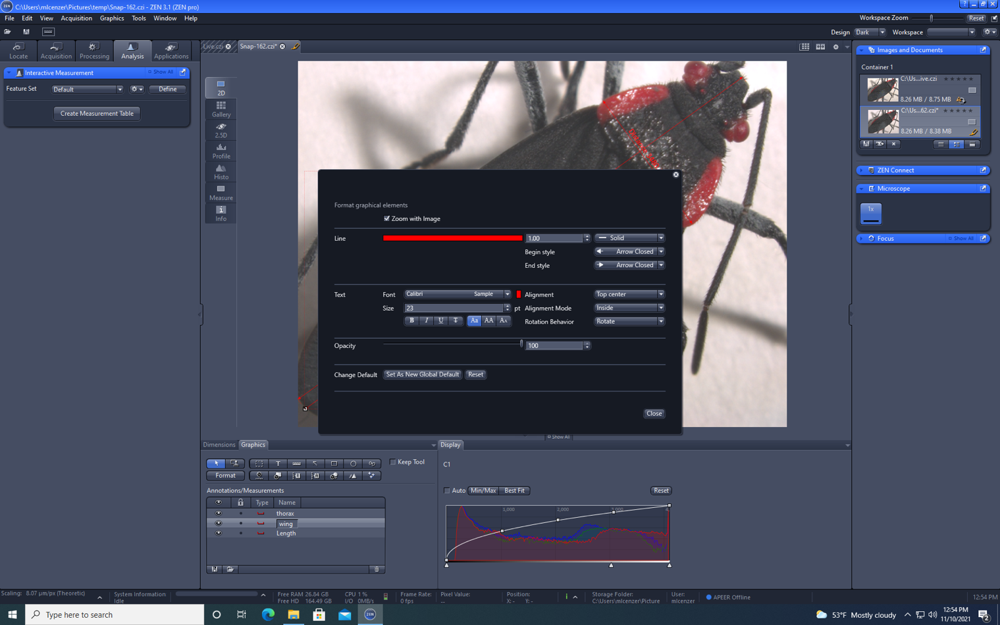 ZEN C:\Users\mlcenzer\Pictures\temp\Snap-162.czi - ZEN 3.1 (ZEN pro)
File Edit View Acquisition Graphics Tools Window Help
Workspace Zoom Reset
Design Dark Workspace
Locate Acquisition Processing Analysis Applications
Live.czi Snap-162.czi*
Interactive Measurement Show All
Feature Set Default Define
Create Measurement Table
2D
Gallery
2.5D
Profile
Histo
Measure
Info
Images and Documents
Container 1
C:\Us...ive.czi
8.26 MB / 8.75 MB
C:\Us...62.czi*
8.26 MB / 8.38 MB
ZEN Connect
Microscope
1x
Focus Show All
Format graphical elements
Zoom with Image
Line 1.00 Solid
Begin style Arrow Closed
End style Arrow Closed
Text Font Calibri Sample Alignment Top center
Size 23 pt Alignment Mode Inside
B I U T Aa AA AA Rotation Behavior Rotate
Opacity 100
Change Default Set As New Global Default Reset
Close
Show All
Dimensions Graphics
T Keep Tool
Format
Annotations/Measurements
Type Name
thorax
wing
Length
Display
C1
Auto Min/Max Best Fit Reset
1,000 2,000 3,000 4,
Scaling: 8.07 µm/px (Theoretic)
System Information
Idle
Free RAM 26.84 GB
Free HD 164.49 GB
CPU 1 %
I/O 0MB/s
Frame Rate:
0 fps
Pixel Value:
--
Position:
X: - Y: -
Storage Folder:
C:\Users\mlcenzer\Picture
User:
mlcenzer
APEER Offline
12:54 PM
Type here to search
ZEN
53°F Mostly cloudy
12:54 PM
11/10/2021
2